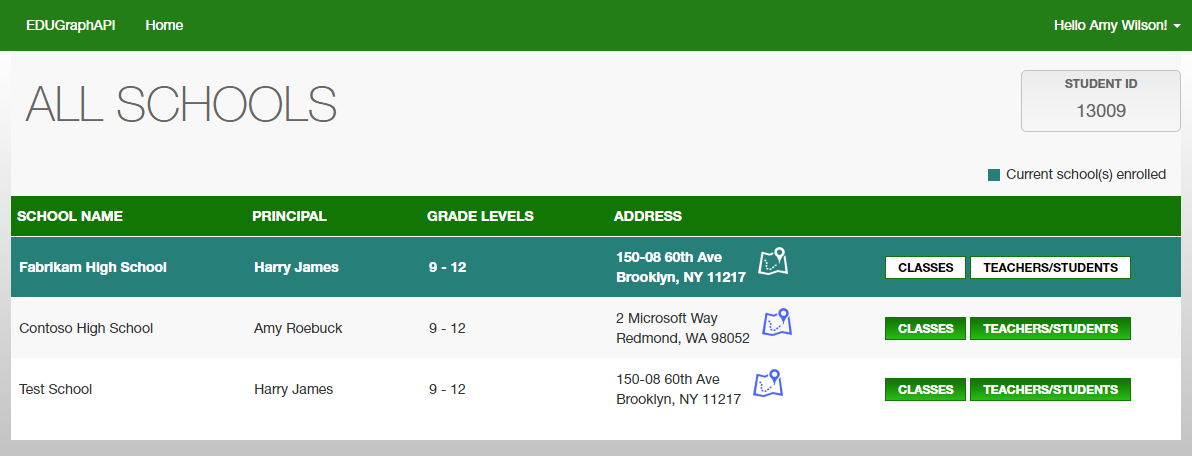 EDUGraphAPI Home Hello Amy Wilson!
ALL SCHOOLS
STUDENT ID
13009
Current school(s) enrolled
SCHOOL NAME PRINCIPAL GRADE LEVELS ADDRESS
Fabrikam High School Harry James 9 - 12 150-08 60th Ave
Brooklyn, NY 11217
CLASSES TEACHERS/STUDENTS
Contoso High School Amy Roebuck 9 - 12 2 Microsoft Way
Redmond, WA 98052
CLASSES TEACHERS/STUDENTS
Test School Harry James 9 - 12 150-08 60th Ave
Brooklyn, NY 11217
CLASSES TEACHERS/STUDENTS